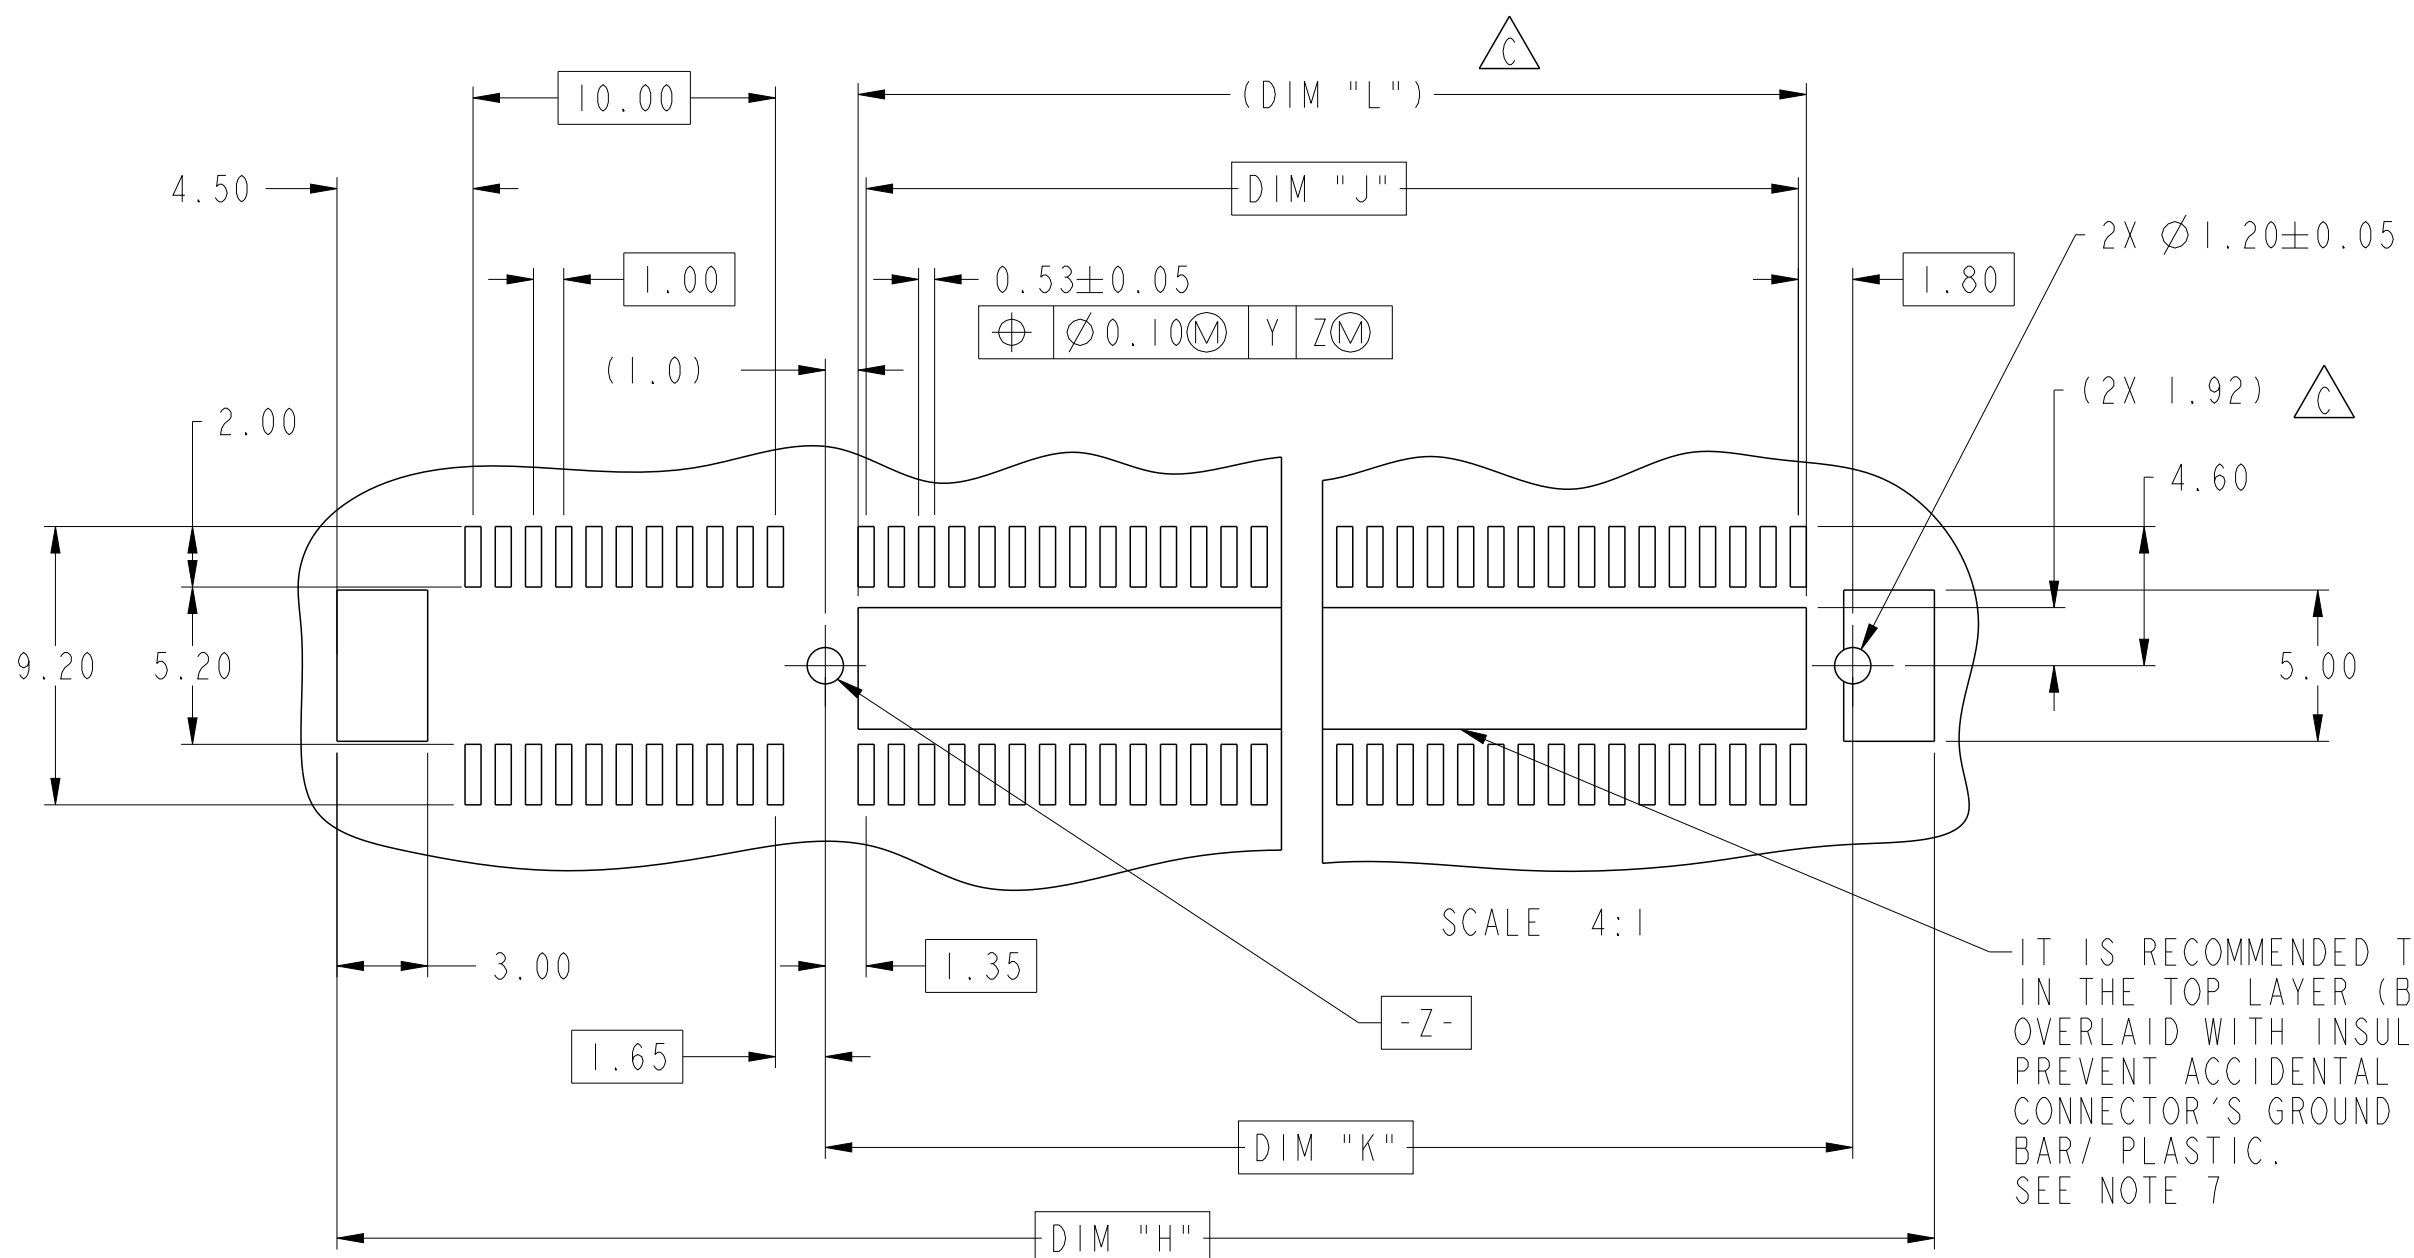 C
10.00
(DIM "L")
4.50
DIM "J"
2X Ø1.20±0.05
1.00
0.53±0.05
1.80
⌖ Ø0.10Ⓜ Y ZⓂ
(1.0)
(2X 1.92) C
2.00
4.60
9.20
5.20
5.00
SCALE 4:1
3.00
1.35
IT IS RECOMMENDED
IN THE TOP LAYER
OVERLAID WITH
PREVENT ACCIDENTAL
CONNECTOR'S GROUND
BAR/ PLASTIC.
SEE NOTE 7
-Z-
1.65
DIM "K"
DIM "H"